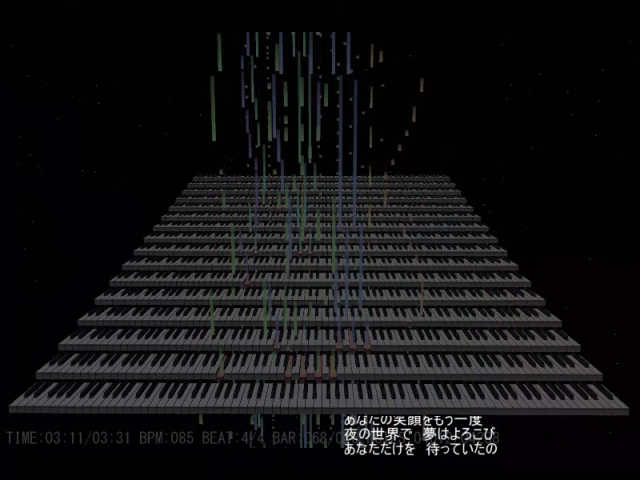 あなたの笑顔をもう一度
夜の世界で 夢はよろこび
あなただけを 待っていたの
TIME:03:11/03:31 BPM:085 BEAT:4/4 BAR:068/0